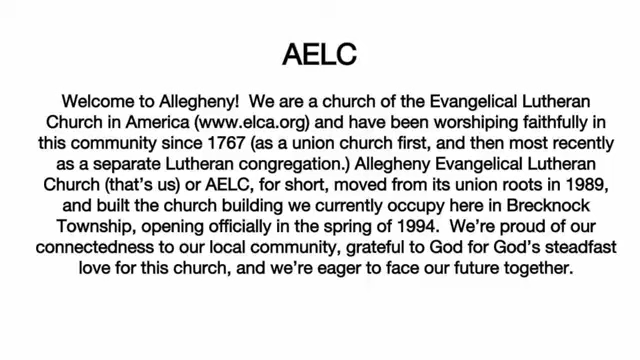 AELC
Welcome to Allegheny!  We are a church of the Evangelical Lutheran
Church in America (www.elca.org) and have been worshiping faithfully in
this community since 1767 (as a union church first, and then most recently
as a separate Lutheran congregation.) Allegheny Evangelical Lutheran
Church (that's us) or AELC, for short, moved from its union roots in 1989,
and built the church building we currently occupy here in Brecknock
Township, opening officially in the spring of 1994.  We're proud of our
connectedness to our local community, grateful to God for God's steadfast
love for this church, and we're eager to face our future together.